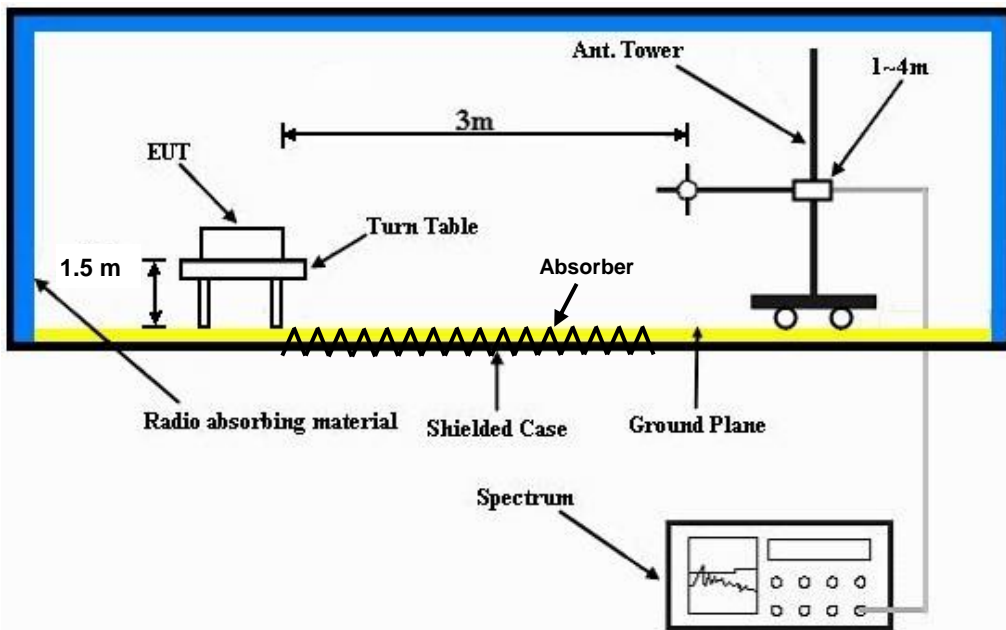 Ant. Tower
1~4m
3m
EUT
Turn Table
1.5 m
Absorber
Radio absorbing material
Shielded Case
Ground Plane
Spectrum